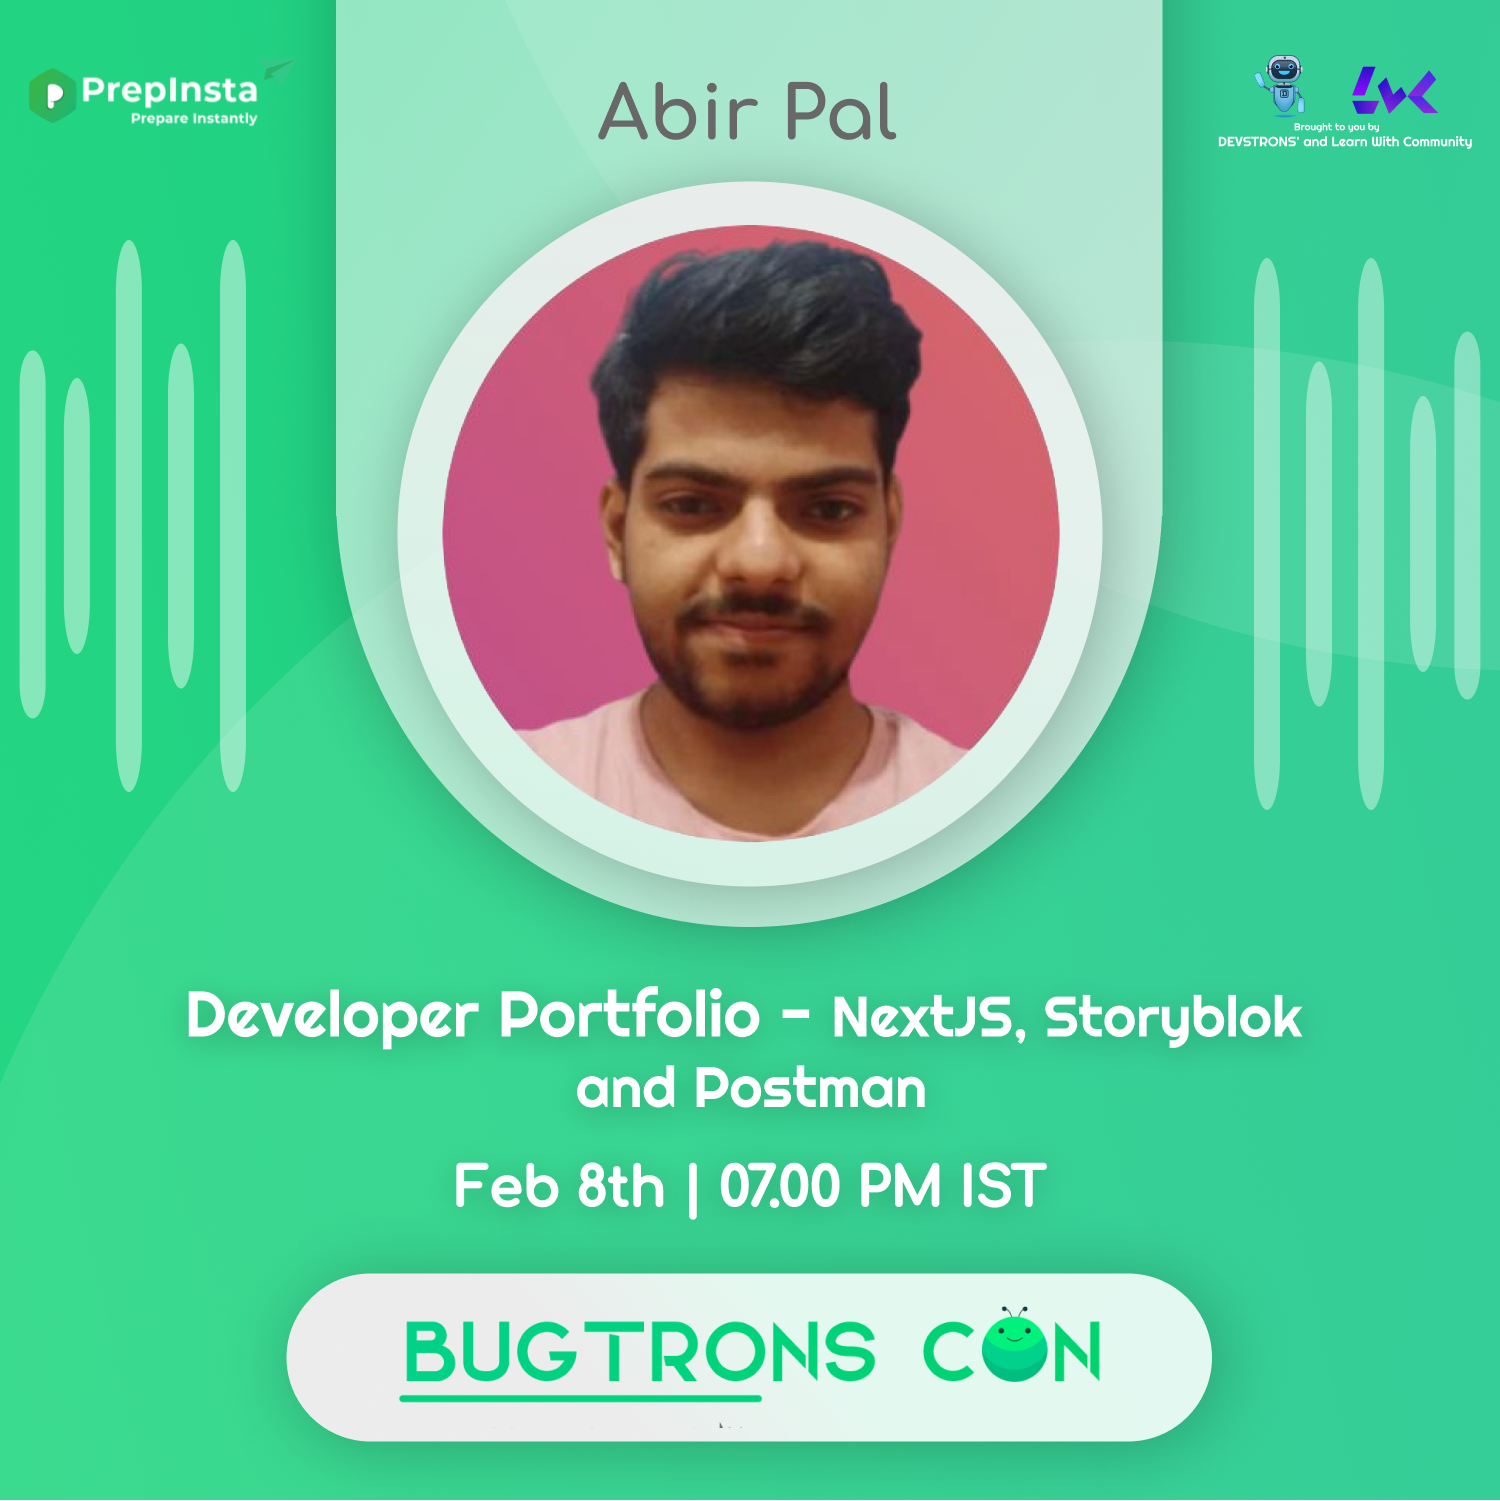 PrepInsta
Prepare Instantly
Abir Pal
Brought to you by
DEVSTRONS' and Learn With Community
Developer Portfolio - NextJS, Storyblok
and Postman
Feb 8th | 07.00 PM IST
BUGTRONS CON